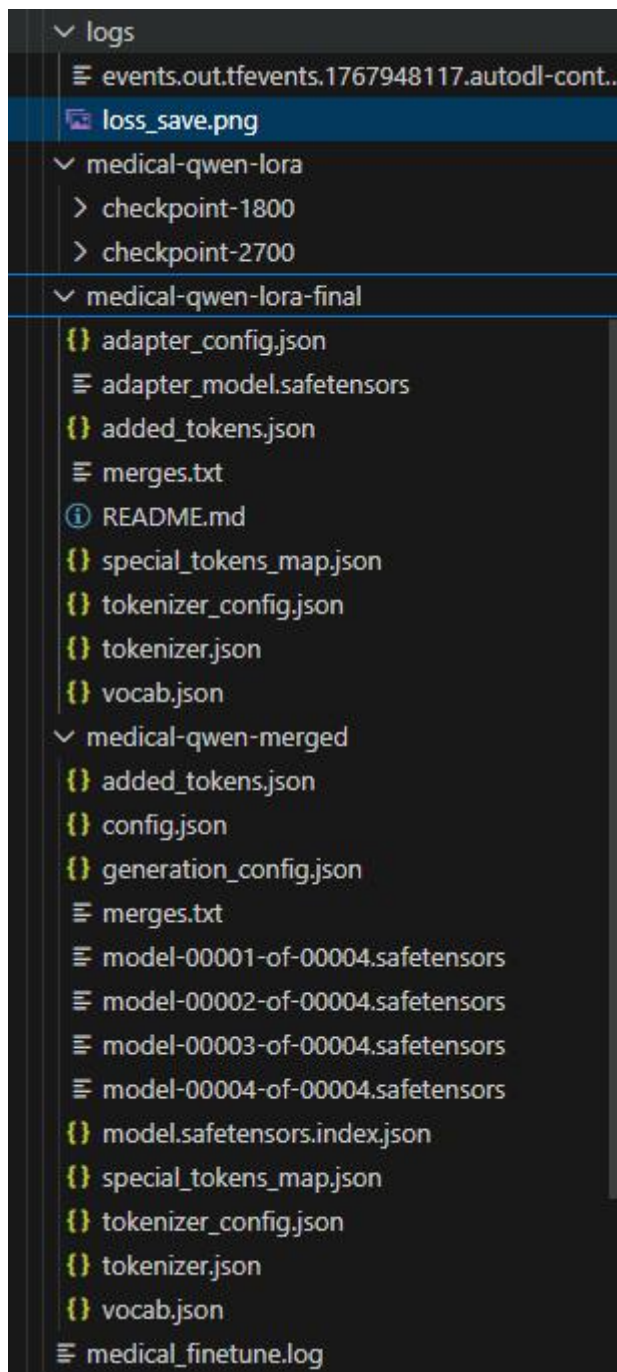 logs
events.out.tfevents.1767948117.autodl-cont..
loss_save.png
medical-qwen-lora
checkpoint-1800
checkpoint-2700
medical-qwen-lora-final
{} adapter_config.json
adapter_model.safetensors
{} added_tokens.json
merges.txt
README.md
{} special_tokens_map.json
{} tokenizer_config.json
{} tokenizer.json
{} vocab.json
medical-qwen-merged
{} added_tokens.json
{} config.json
{} generation_config.json
merges.txt
model-00001-of-00004.safetensors
model-00002-of-00004.safetensors
model-00003-of-00004.safetensors
model-00004-of-00004.safetensors
{} model.safetensors.index.json
{} special_tokens_map.json
{} tokenizer_config.json
{} tokenizer.json
{} vocab.json
medical_finetune.log